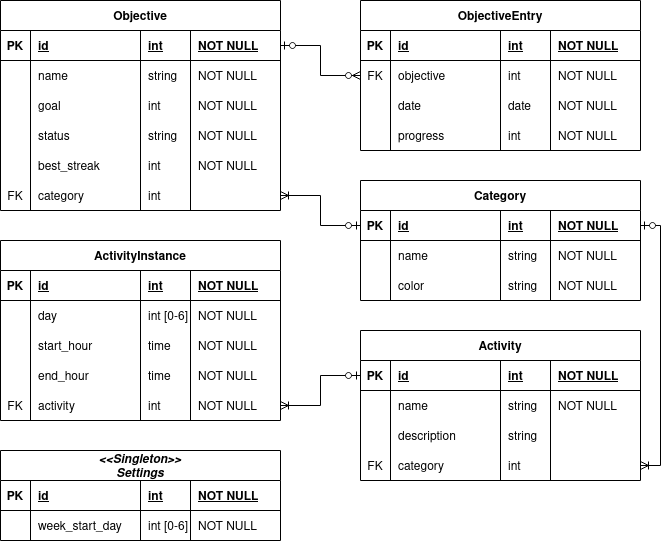 Objective
PK id int NOT NULL
name string NOT NULL
goal int NOT NULL
status string NOT NULL
best_streak int NOT NULL
FK category int
ObjectiveEntry
PK id int NOT NULL
FK objective int NOT NULL
date date NOT NULL
progress int NOT NULL
Category
PK id int NOT NULL
name string NOT NULL
color string NOT NULL
ActivityInstance
PK id int NOT NULL
day int [0-6] NOT NULL
start_hour time NOT NULL
end_hour time NOT NULL
FK activity int NOT NULL
Activity
PK id int NOT NULL
name string NOT NULL
description string
FK category int
<<Singleton>>
Settings
PK id int NOT NULL
week_start_day int [0-6] NOT NULL